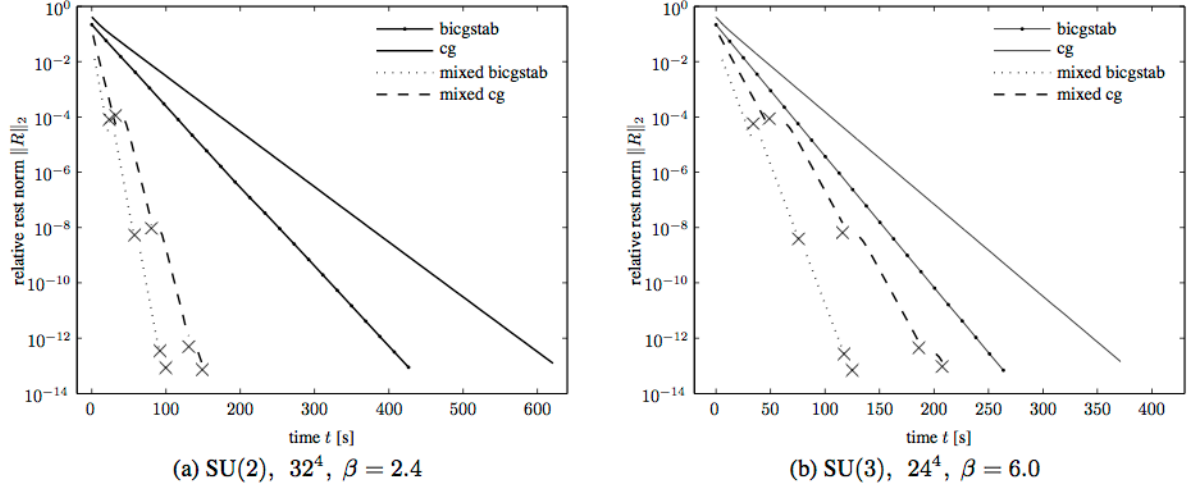 10^0
10^-2
10^-4
10^-6
10^-8
10^-10
10^-12
10^-14
relative rest norm ‖R‖_2
bicgstab
cg
mixed bicgstab
mixed cg
0 100 200 300 400 500 600
time t [s]
(a) SU(2), 32^4, β = 2.4
10^0
10^-2
10^-4
10^-6
10^-8
10^-10
10^-12
10^-14
relative rest norm ‖R‖_2
bicgstab
cg
mixed bicgstab
mixed cg
0 50 100 150 200 250 300 350 400
time t [s]
(b) SU(3), 24^4, β = 6.0